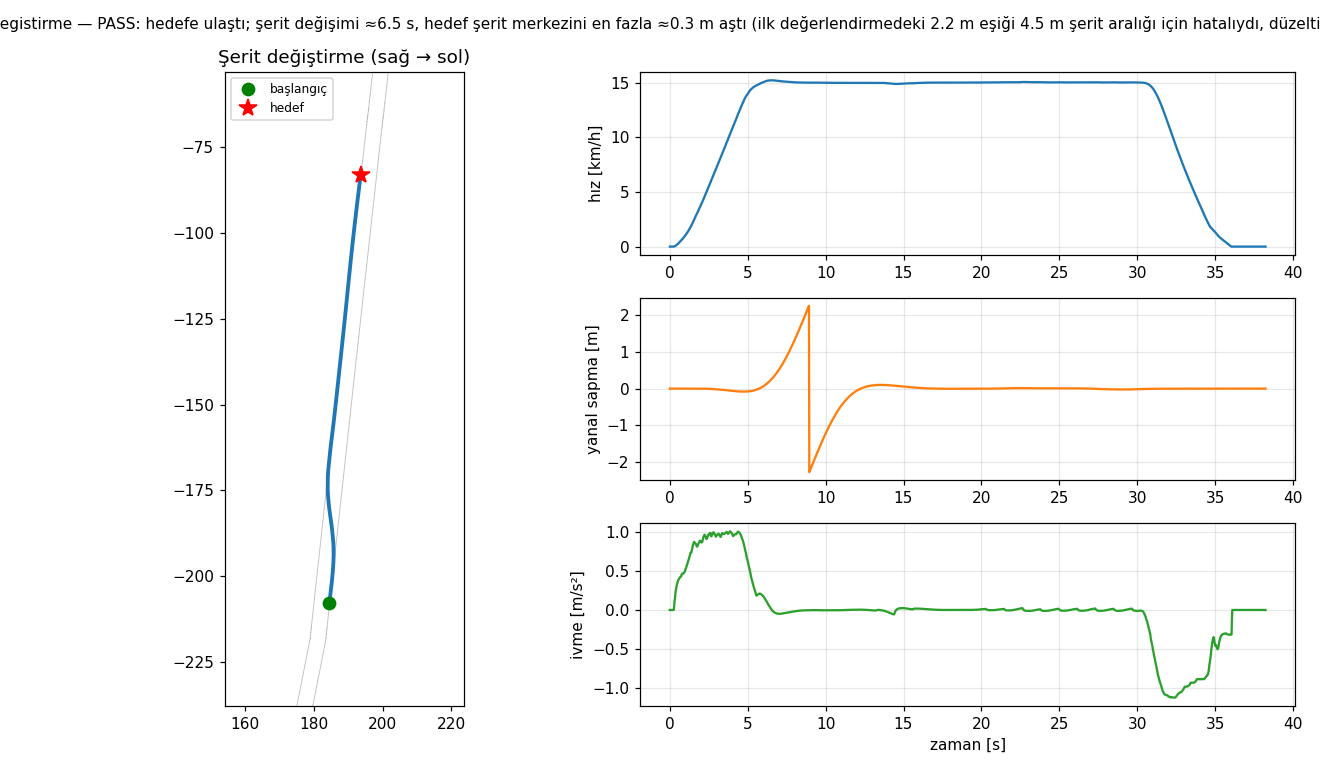 egistirme — PASS: hedefe ulaştı; şerit değişimi ≈6.5 s, hedef şerit merkezini en fazla ≈0.3 m aştı (ilk değerlendirmedeki 2.2 m eşiği 4.5 m şerit aralığı için hatalıydı, düzelti
Şerit değiştirme (sağ → sol)
başlangıç
hedef
−75
−100
−125
−150
−175
−200
−225
160 180 200 220
hız [km/h]
15
10
5
0
0 5 10 15 20 25 30 35 40
yanal sapma [m]
2
1
0
−1
−2
0 5 10 15 20 25 30 35 40
ivme [m/s²]
1.0
0.5
0.0
−0.5
−1.0
0 5 10 15 20 25 30 35 40
zaman [s]